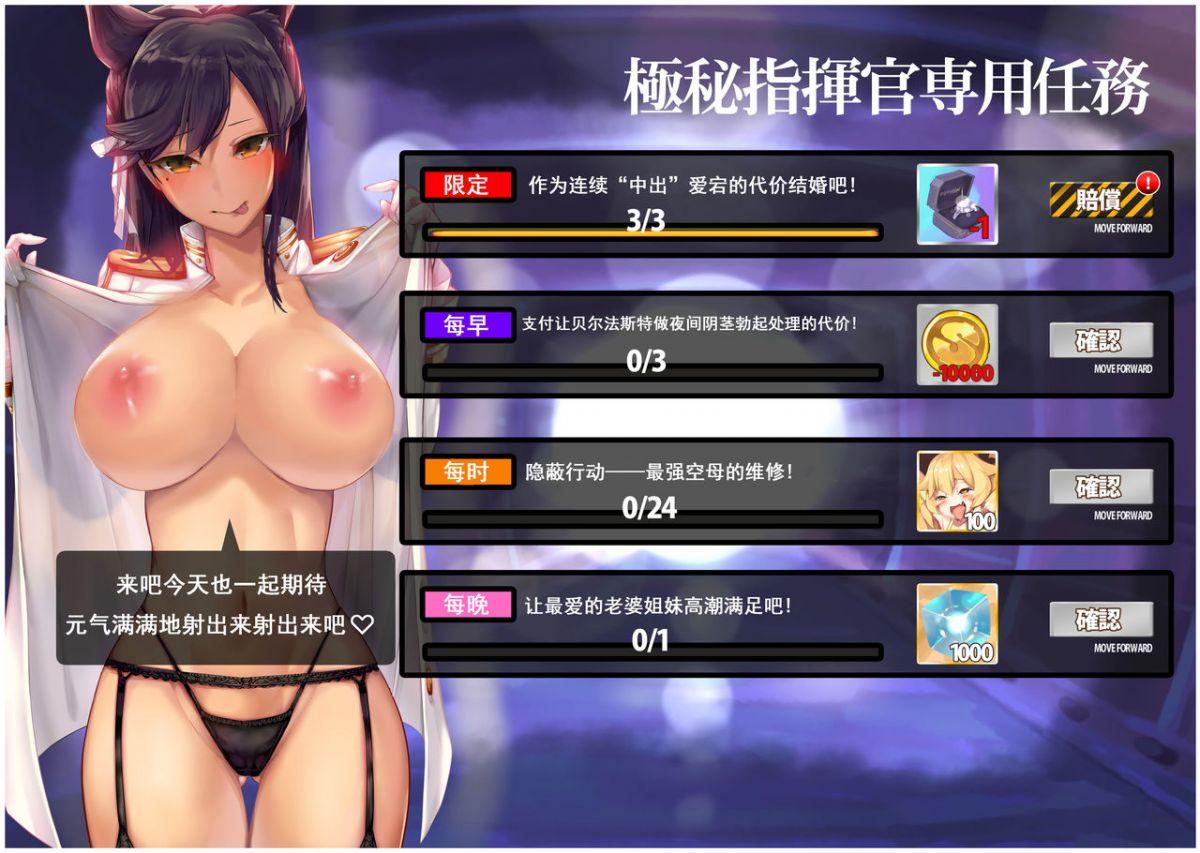 極秘指揮官専用任務
限定
作为连续“中出”爱宕的代价结婚吧！
3/3
-1
賠償
!
MOVE FORWARD
每早
支付让贝尔法斯特做夜间阴茎勃起处理的代价！
0/3
-10000
確認
MOVE FORWARD
每时
隐蔽行动——最强空母的维修！
0/24
100
確認
MOVE FORWARD
每晚
让最爱的老婆姐妹高潮满足吧！
0/1
1000
確認
MOVE FORWARD
来吧今天也一起期待
元气满满地射出来射出来吧♡